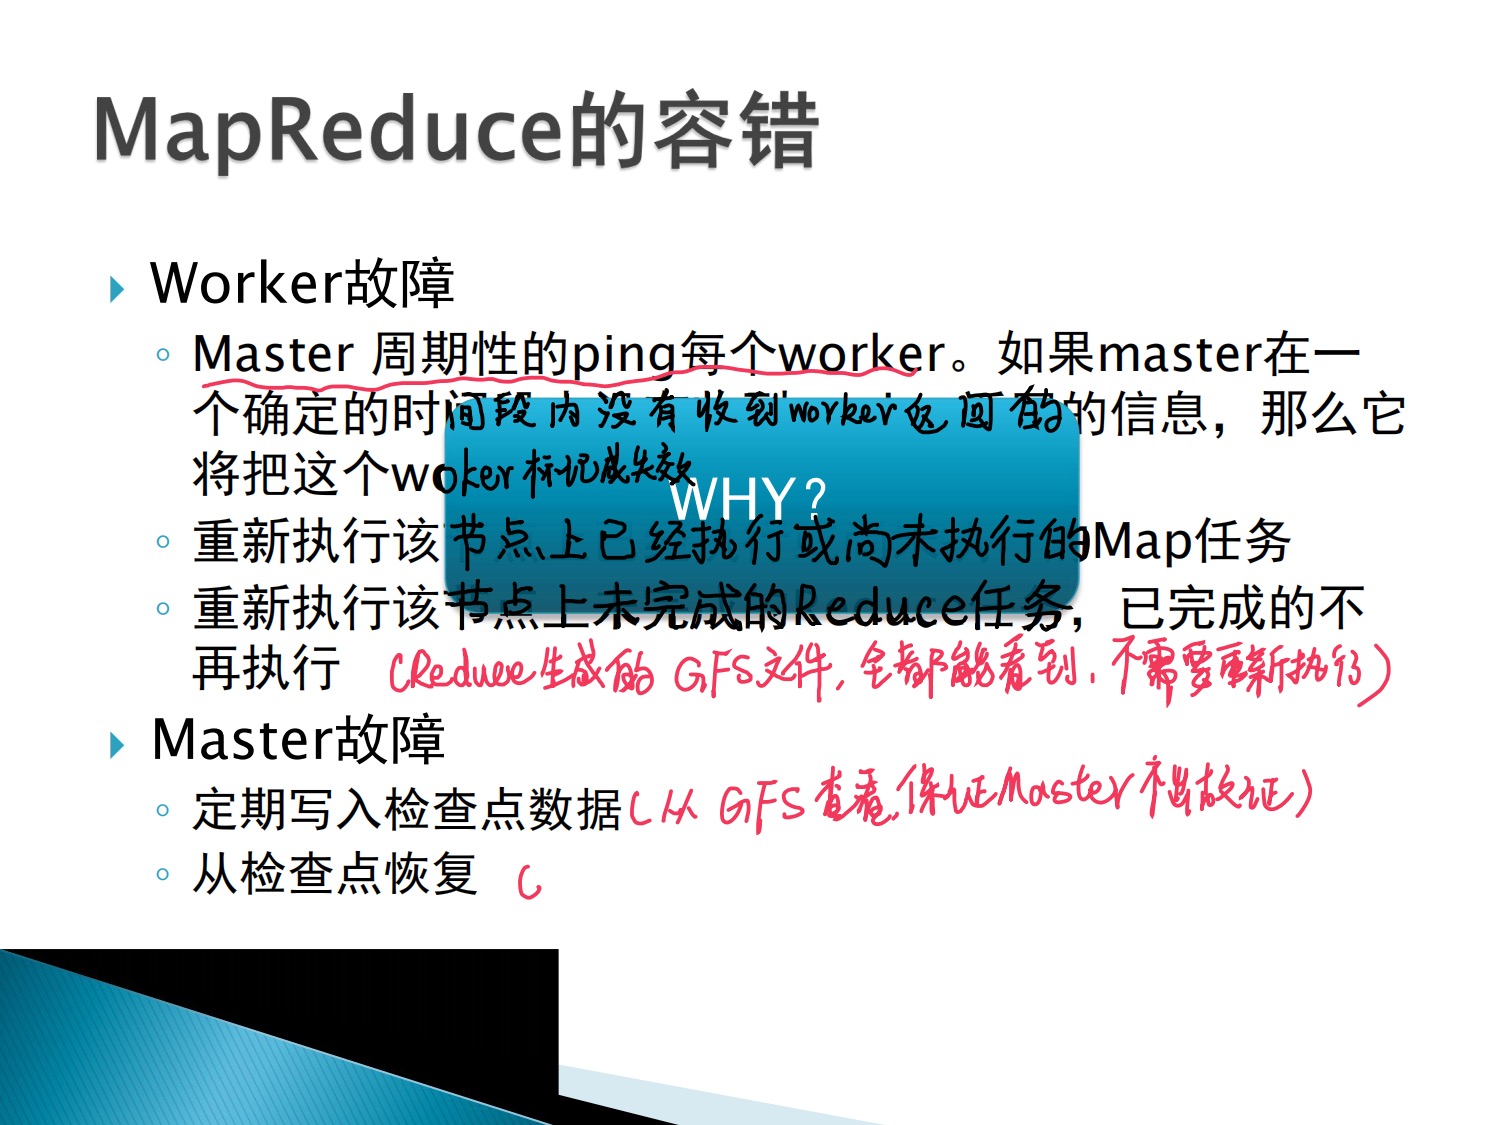 MapReduce的容错
Worker故障
Master 周期性的ping每个worker。如果master在一
个确定的时间段内没有收到worker返回的的信息，那么它
将把这个woker标记成失效
WHY？
重新执行该节点上已经执行或尚未执行的Map任务
重新执行该节点上未完成的Reduce任务，已完成的不
再执行 （Reduce生成的GFS文件，全都能看到，不需要重新执行）
Master故障
定期写入检查点数据（从GFS查看，保证Master不出故证）
从检查点恢复 （